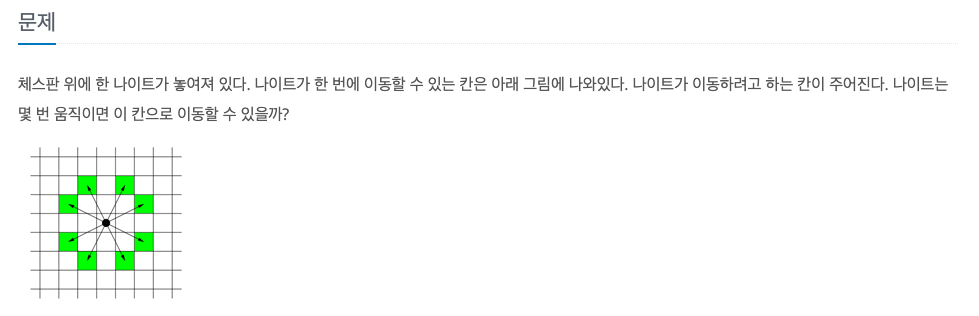 문제
체스판 위에 한 나이트가 놓여져 있다. 나이트가 한 번에 이동할 수 있는 칸은 아래 그림에 나와있다. 나이트가 이동하려고 하는 칸이 주어진다. 나이트는
몇 번 움직이면 이 칸으로 이동할 수 있을까?